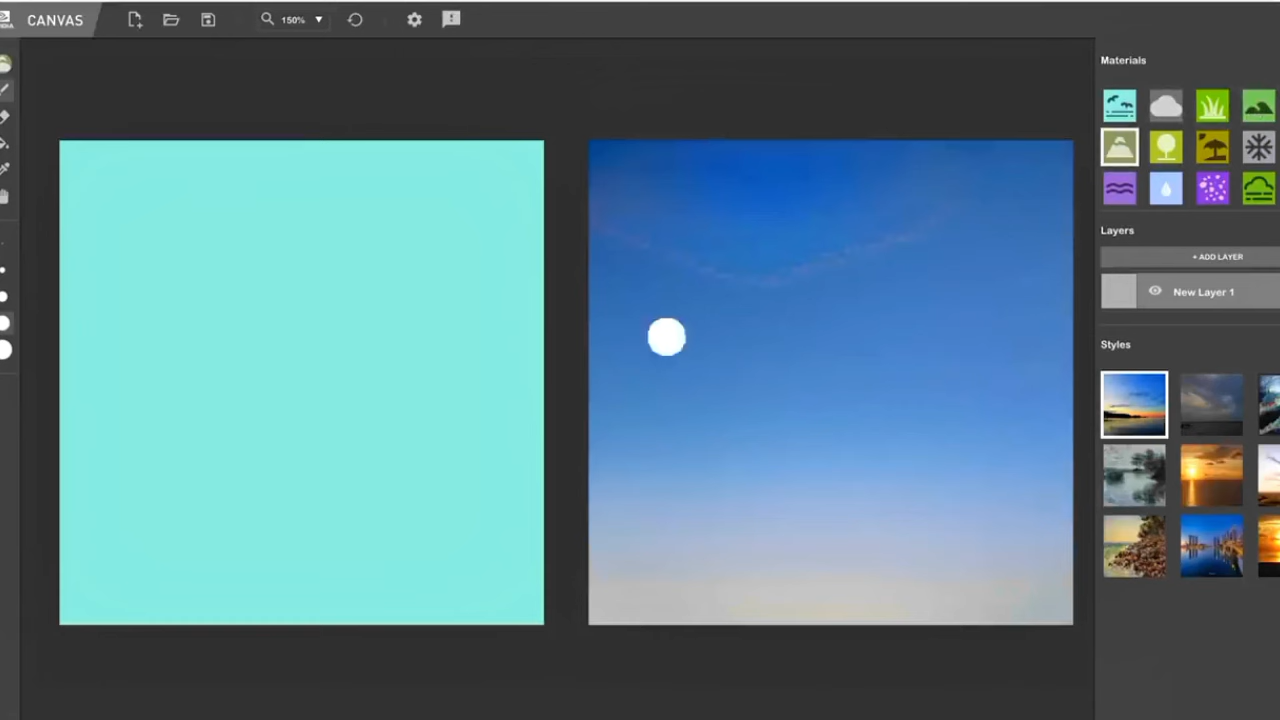 CANVAS
150%
Materials
Layers
+ ADD LAYER
New Layer 1
Styles